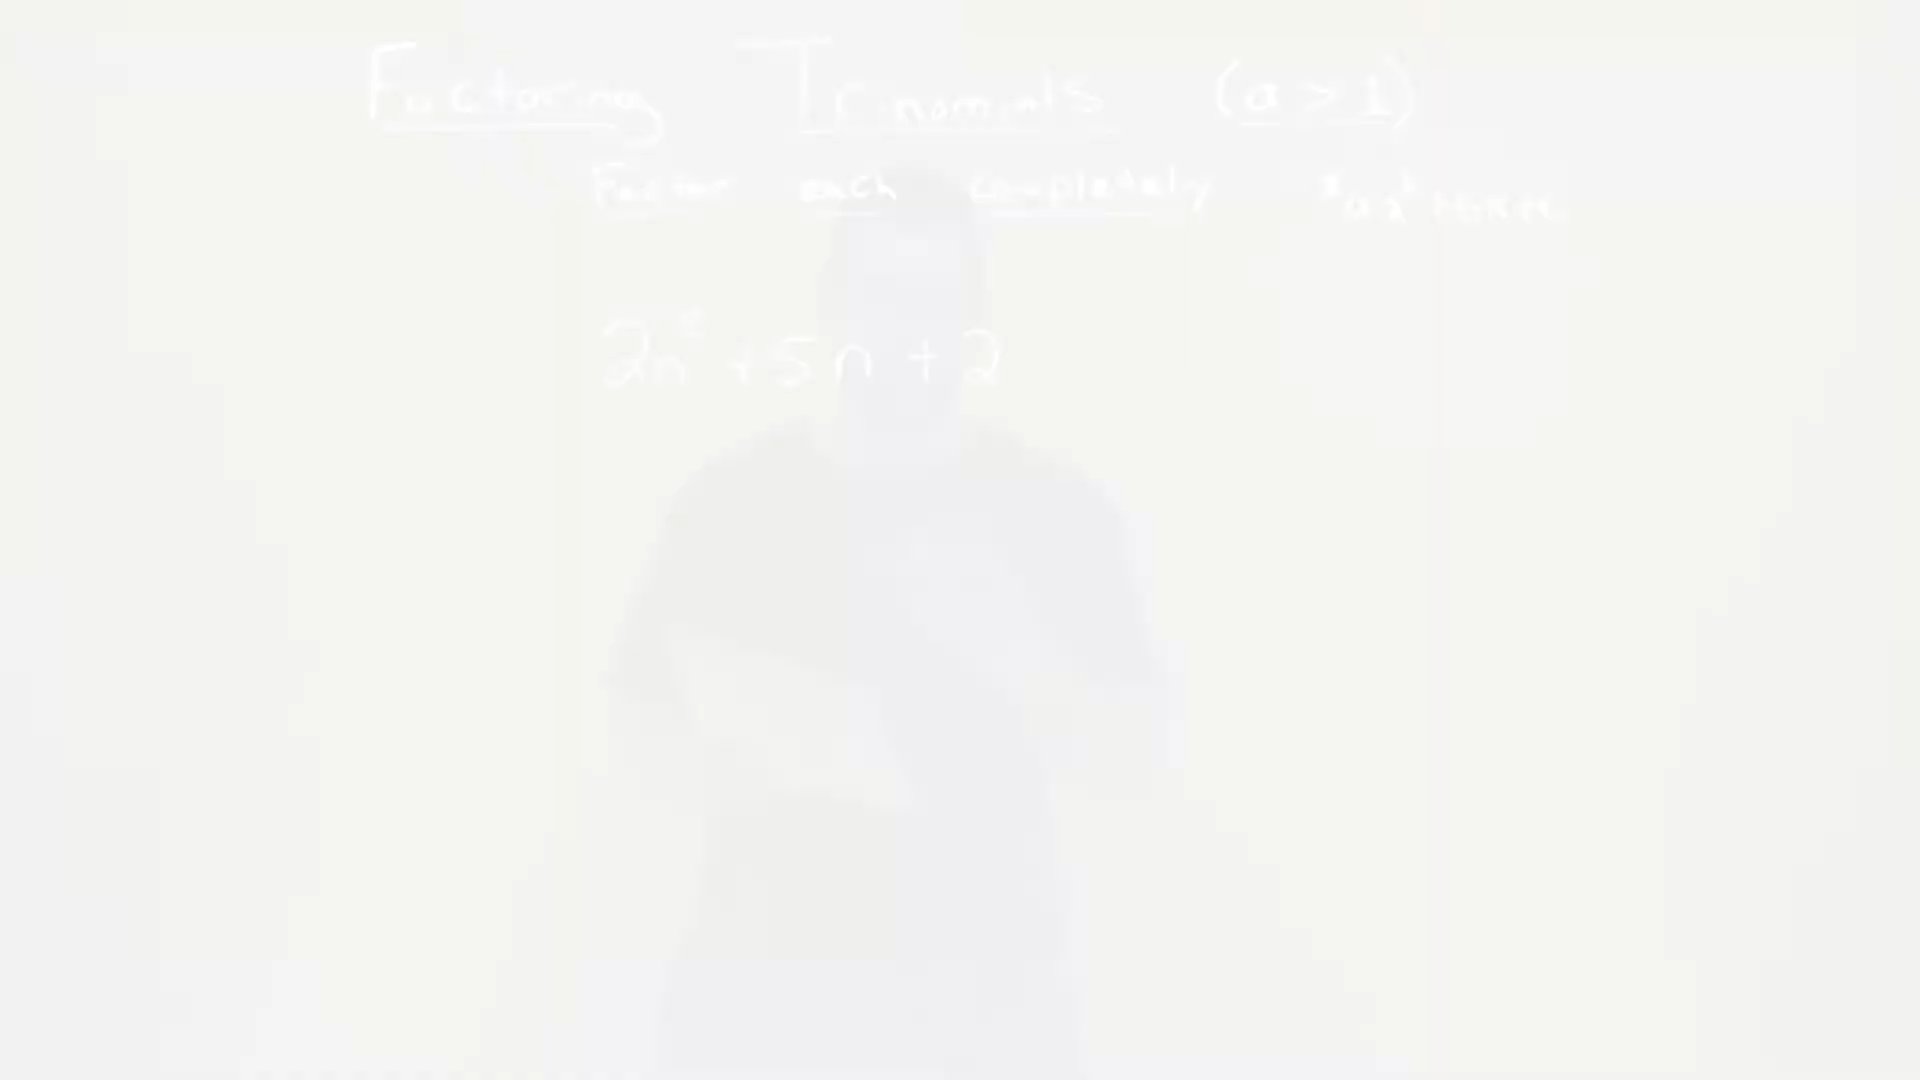 Factoring Trinomials (a > 1)
Factor each completely
2n² + 5n + 2